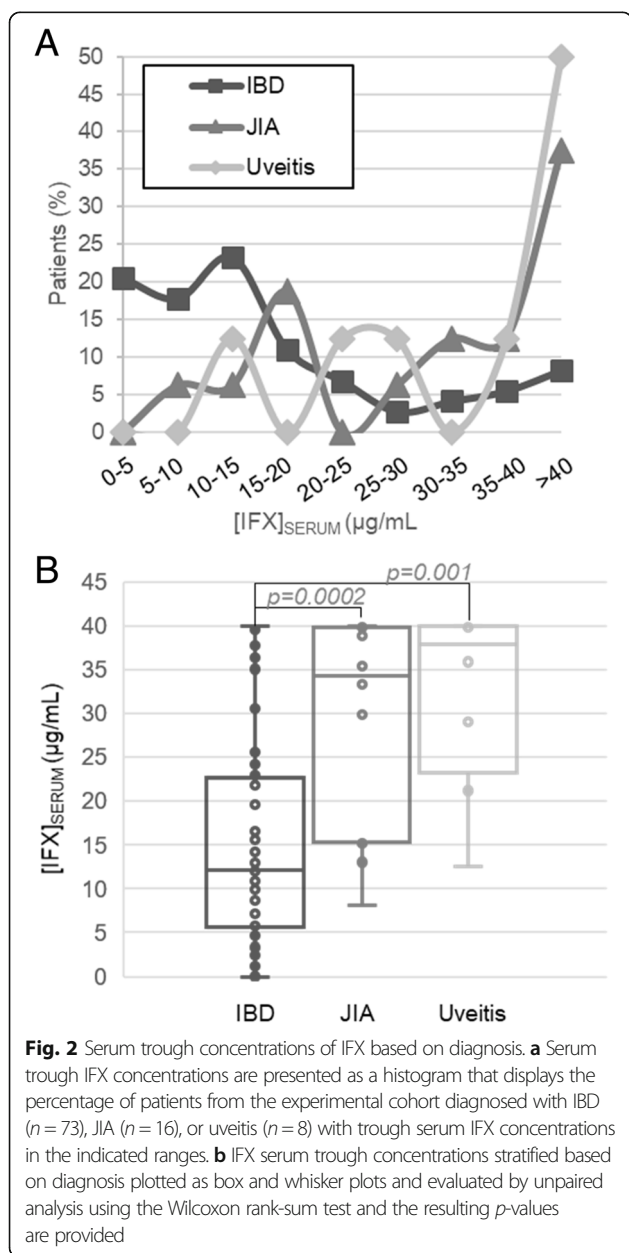 A
50
45
40
35
30
25
20
15
10
5
0
Patients (%)
IBD
JIA
Uveitis
0-5
5-10
10-15
15-20
20-25
25-30
30-35
35-40
>40
[IFX]SERUM (µg/mL
B
45
40
35
30
25
20
15
10
5
0
[IFX]SERUM (µg/mL)
p=0.001
p=0.0002
IBD JIA Uveitis
Fig. 2 Serum trough concentrations of IFX based on diagnosis. a Serum
trough IFX concentrations are presented as a histogram that displays the
percentage of patients from the experimental cohort diagnosed with IBD
(n = 73), JIA (n = 16), or uveitis (n = 8) with trough serum IFX concentrations
in the indicated ranges. b IFX serum trough concentrations stratified based
on diagnosis plotted as box and whisker plots and evaluated by unpaired
analysis using the Wilcoxon rank-sum test and the resulting p-values
are provided